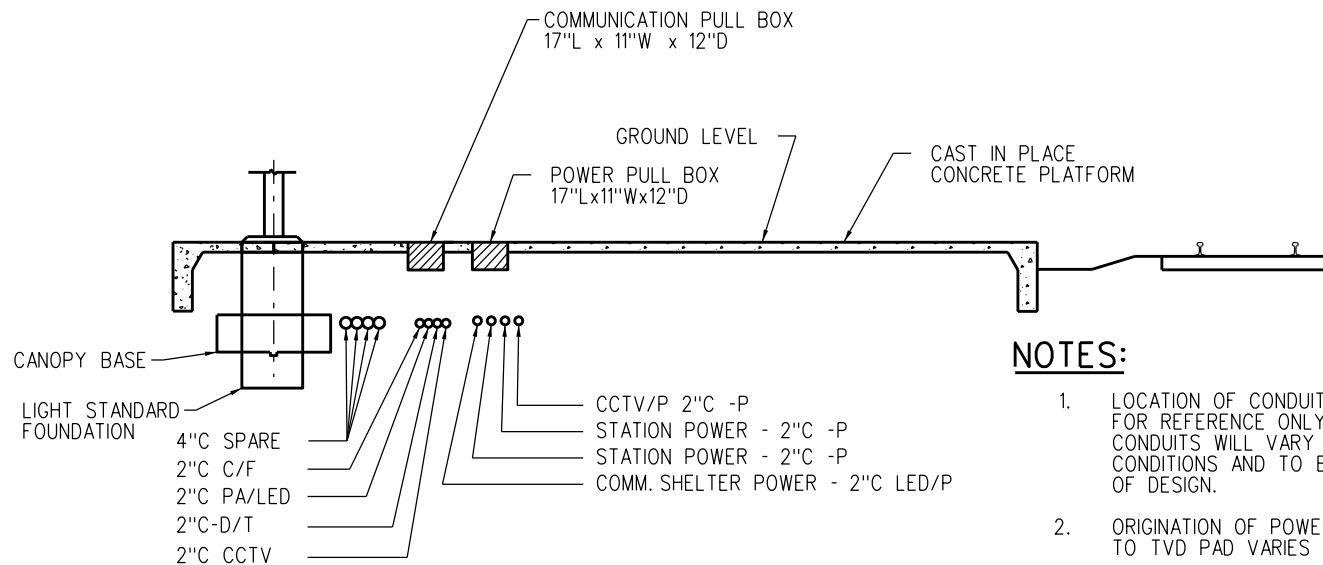 COMMUNICATION PULL BOX
17"L x 11"W x 12"D
GROUND LEVEL
CAST IN PLACE
CONCRETE PLATFORM
POWER PULL BOX
17"Lx11"Wx12"D
CANOPY BASE
LIGHT STANDARD
FOUNDATION
4"C SPARE
2"C C/F
2"C PA/LED
2"C-D/T
2"C CCTV
CCTV/P 2"C -P
STATION POWER - 2"C -P
STATION POWER - 2"C -P
COMM. SHELTER POWER - 2"C LED/P
NOTES:
1. LOCATION OF CONDUIT
FOR REFERENCE ONLY
CONDUITS WILL VARY
CONDITIONS AND TO
OF DESIGN.
2. ORIGINATION OF
TO TVD PAD VARIES